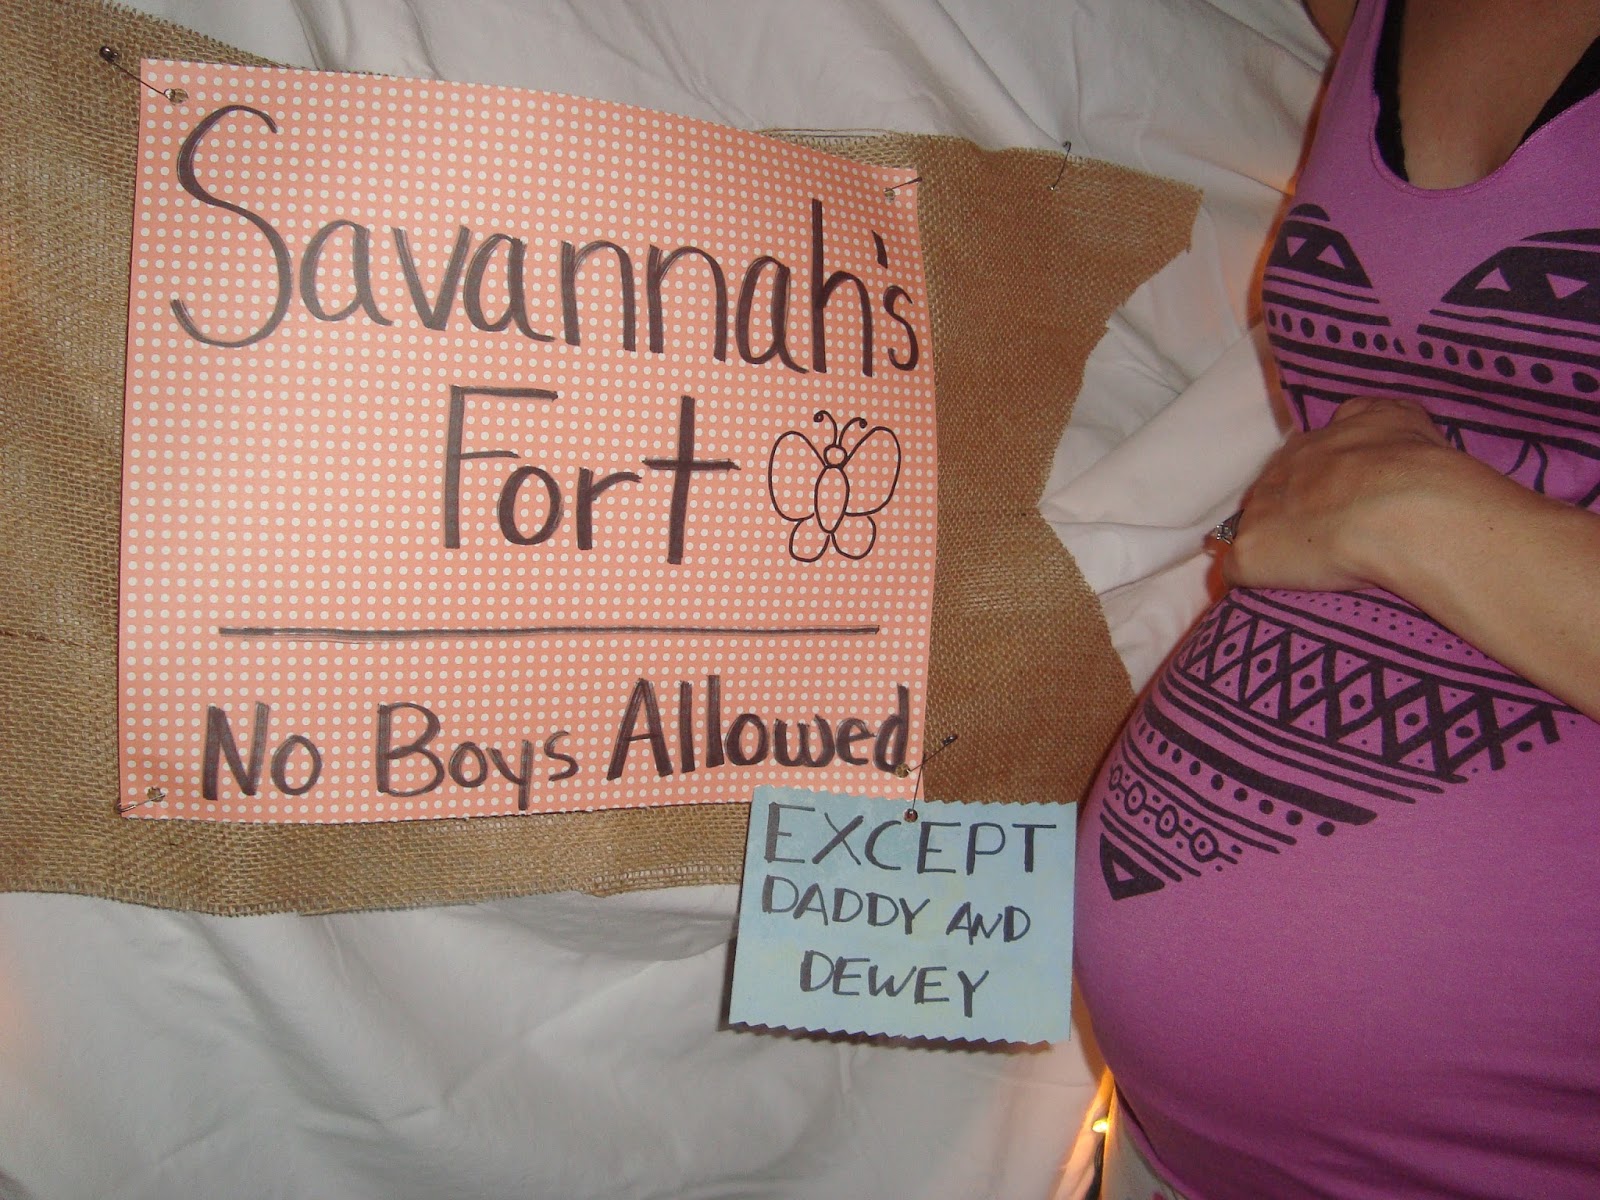 Savannah's
Fort
No Boys Allowed
EXCEPT
DADDY AND
DEWEY